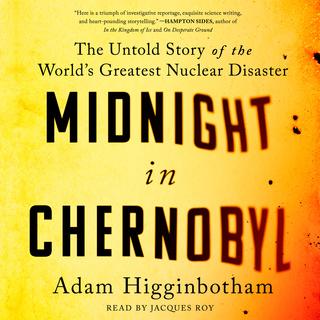 "Here is a triumph of investigative reportage, exquisite science writing,
and heart-pounding storytelling." —HAMPTON SIDES, author of
In the Kingdom of Ice and On Desperate Ground
The Untold Story of the
World's Greatest Nuclear Disaster
MIDNIGHT
in
CHERNOBYL
Adam Higginbotham
READ BY JACQUES ROY